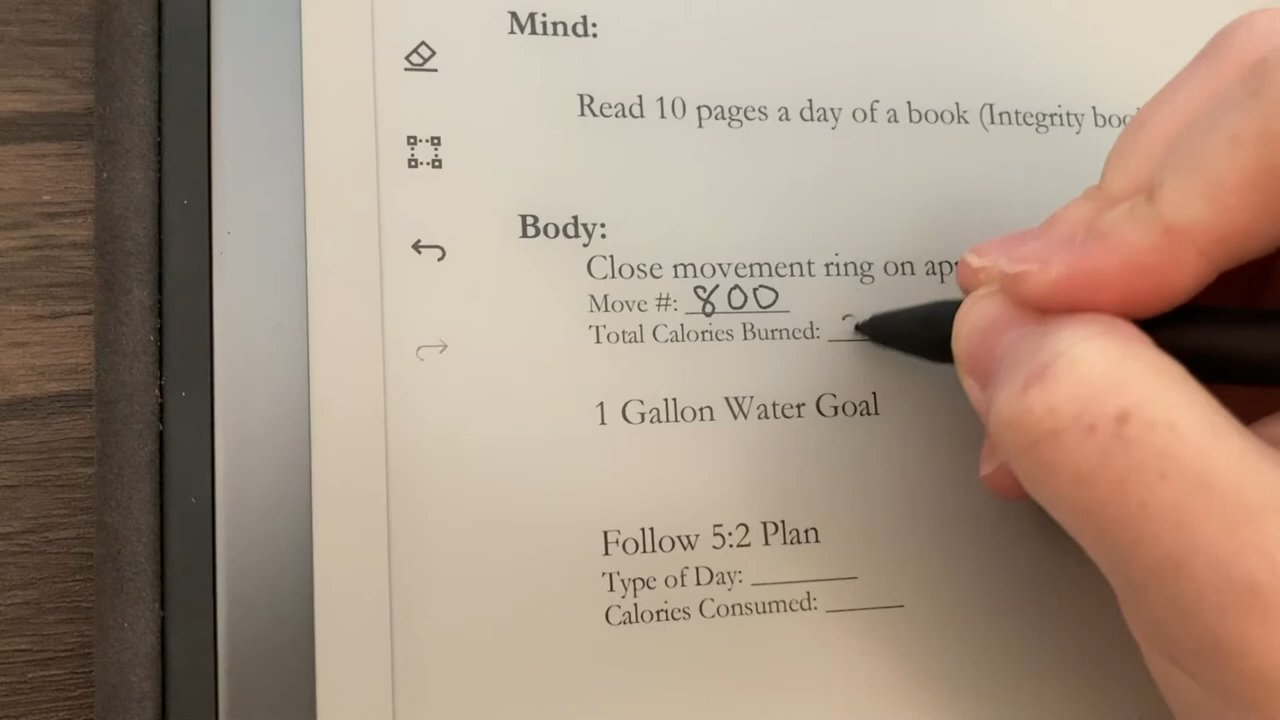 Mind:
Read 10 pages a day of a book (Integrity
Body:
Close movement ring on
Move #: 800
Total Calories Burned:
1 Gallon Water Goal
Follow 5:2 Plan
Type of Day:
Calories Consumed: